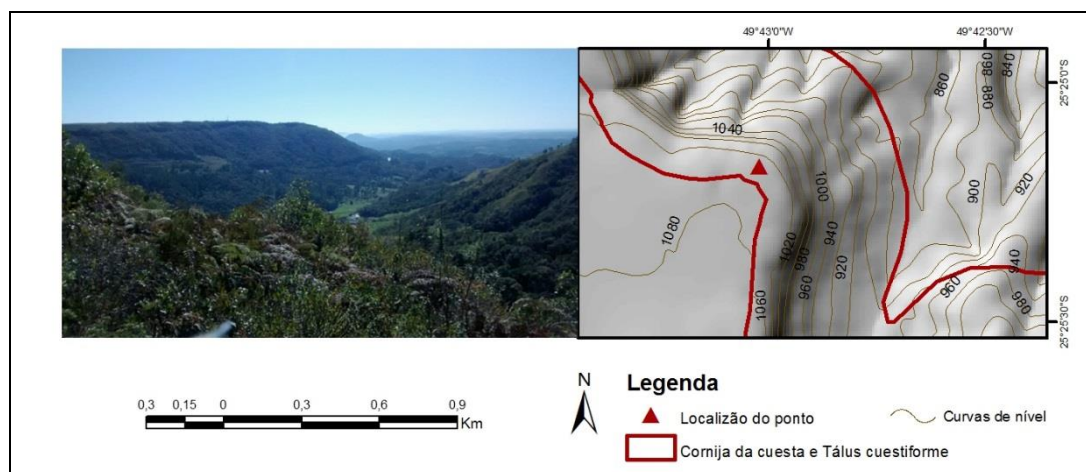 49°43'0"W
49°42'30"W
25°25'0"S
25°25'30"S
860
860
880
840
1040
1000
1080
1020
980
960
940
920
1060
900
920
940
960
980
0,3
0,15
0
0,3
0,6
0,9
Km
N
Legenda
Localizão do ponto
Curvas de nível
Cornija da cuesta e Tálus cuestiforme